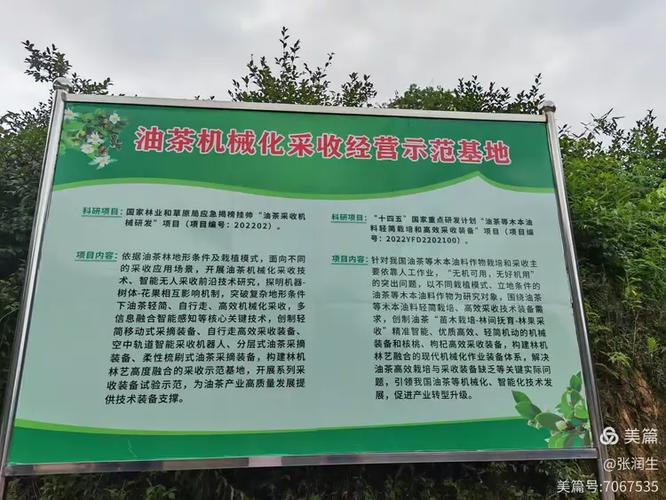 油茶机械化采收经营示范基地
科研项目：国家林业和草原局应急揭榜挂帅“油茶采收机
械研发”项目（项目编号：202202）。
项目内容：依据油茶林地形条件及栽植模式，面向不同
的采收应用场景，开展油茶机械化采收技
术、智能无人采收前沿技术研究，探明机器-
树体-花果相互影响机制，突破复杂地形条件
下油茶轻简、自行走、高效机械化采收，多
信息融合智能感知等核心关键技术，创制轻
简移动式采摘装备、自行走高效采收装备、
空中轨道智能采收机器人、分层式油茶采摘
装备、柔性梳刷式油茶采摘装备，构建林机
林艺高度融合的采收示范基地，开展系列采
收装备试验示范，为油茶产业高质量发展提
供技术装备支撑。
科研项目：“十四五”国家重点研发计划“油茶等木本油
料轻简栽培和高效采收装备”项目（项目编
号：2022YFD2202100）。
项目内容：针对我国油茶等木本油料作物栽培和采收主
要依靠人工作业，“无机可用，无好机用”
的突出问题，以不同栽植模式、立地条件的
油茶等木本油料作物为研究对象，围绕油茶
等木本油料轻简栽培、高效采收技术装备需
求，创制油茶“苗木栽培-林间抚育-林果采
收”精准智能、优质高效、轻简机动的机械
装备和核桃、枸杞高效采收装备，构建林机
林艺融合的现代机械化作业装备体系，解决
油茶高效栽培与采收装备缺乏等关键实际问
题，引领我国油茶等机械化、智能化技术发
展，促进产业转型升级。
美篇
@张润生
美篇号:7067535